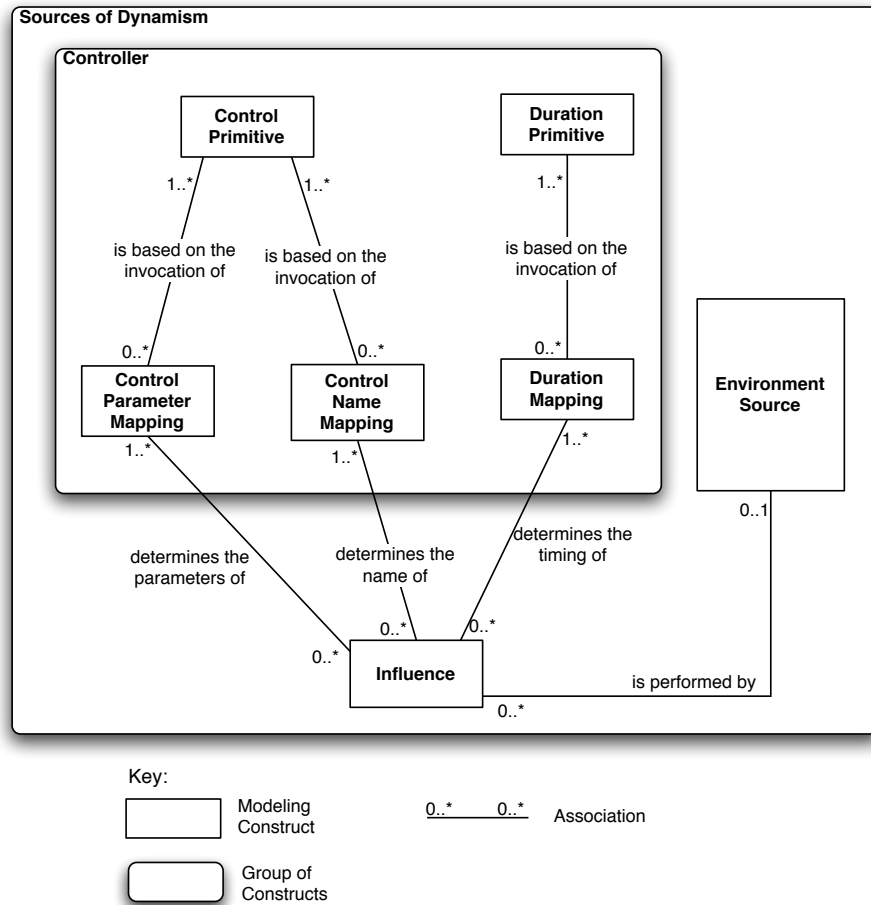 Sources of Dynamism
Controller
Control
Primitive
Duration
Primitive
1..*
1..*
1..*
is based on the
invocation of
is based on the
invocation of
is based on the
invocation of
0..*
0..*
0..*
Control
Parameter
Mapping
Control
Name
Mapping
Duration
Mapping
Environment
Source
1..*
1..*
1..*
0..1
determines the
parameters of
determines the
name of
determines the
timing of
0..*
0..*
0..*
Influence
is performed by
0..*
Key:
Modeling
Construct
0..* 0..*
Association
Group of
Constructs